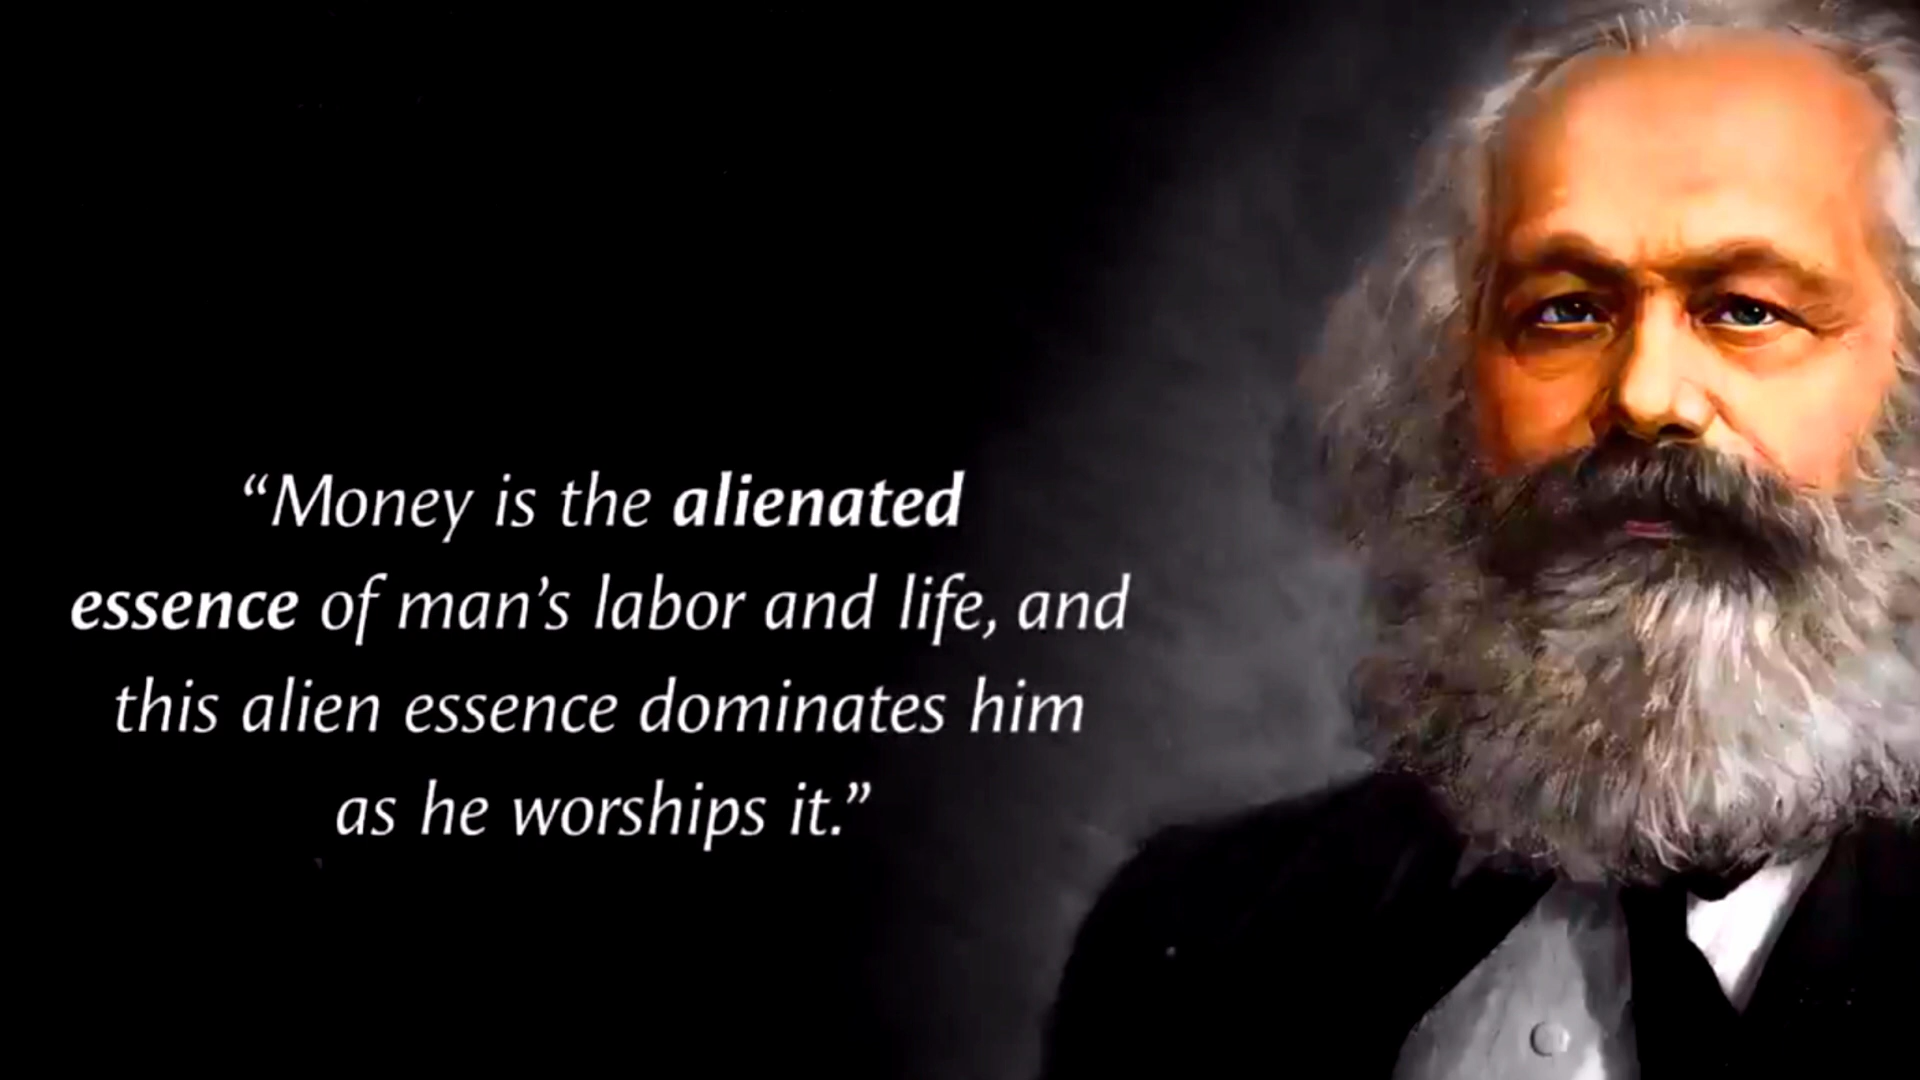 “Money is the alienated
essence of man’s labor and life, and
this alien essence dominates him
as he worships it.”